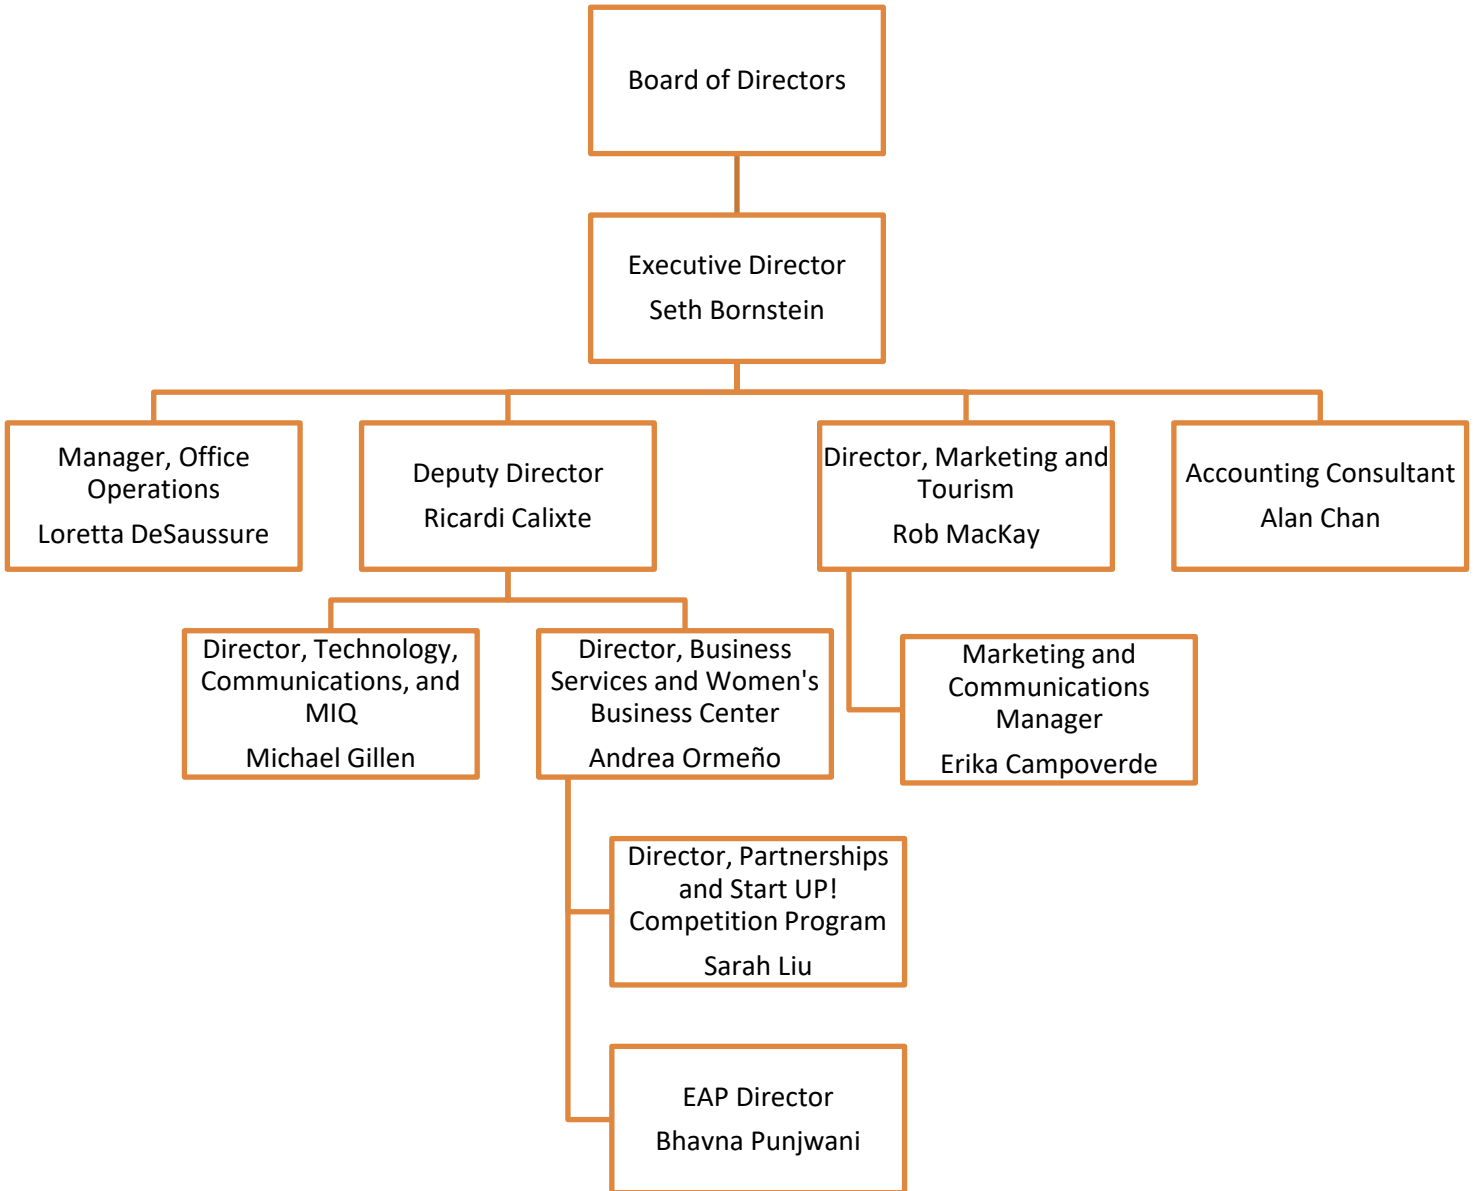 Board of Directors
Executive Director
Seth Bornstein
Manager, Office
Operations
Loretta DeSaussure
Deputy Director
Ricardi Calixte
Director, Marketing and
Tourism
Rob MacKay
Accounting Consultant
Alan Chan
Director, Technology,
Communications, and
MIQ
Michael Gillen
Director, Business
Services and Women's
Business Center
Andrea Ormeño
Marketing and
Communications
Manager
Erika Campoverde
Director, Partnerships
and Start UP!
Competition Program
Sarah Liu
EAP Director
Bhavna Punjwani